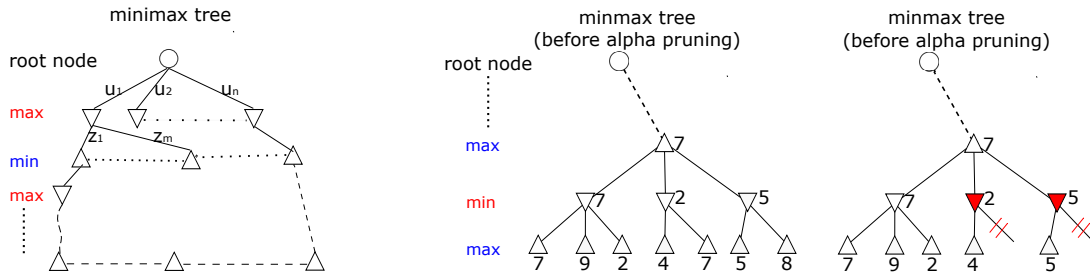 minimax tree
root node
u1 u2 un
max
z1 zm
min
max
minmax tree
(before alpha pruning)
root node
max 7
min 7 2 5
max
7 9 2 4 7 5 8
minmax tree
(before alpha pruning)
7
7 2 5
7 9 2 4 5